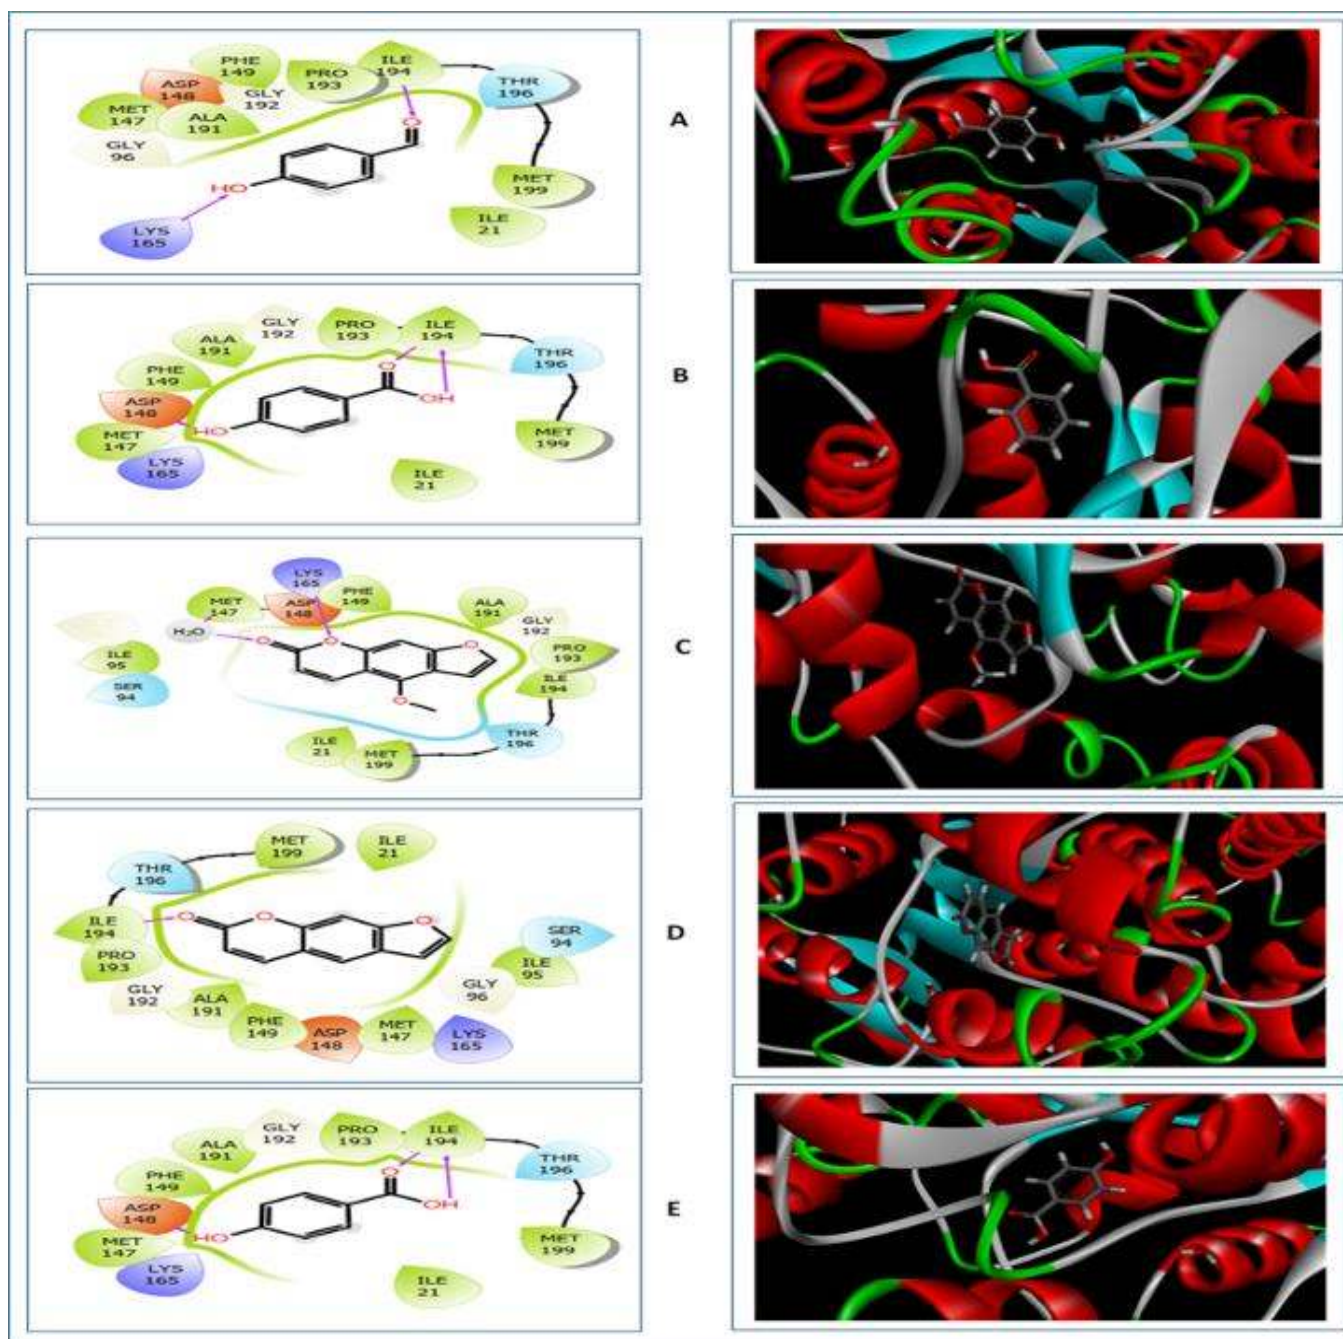 PHE
149
ASP
148
MET
147
GLY
96
ALA
191
GLY
192
PRO
193
ILE
194
THR
196
MET
199
ILE
21
O
HO
LYS
165
A
GLY
192
PRO
193
ILE
194
ALA
191
THR
196
PHE
149
ASP
148
MET
147
LYS
165
O
OH
HO
MET
199
ILE
21
B
LYS
165
MET
147
ASP
148
PHE
149
ALA
191
GLY
192
PRO
193
ILE
194
H2O
O
O
O
O
ILE
95
SER
94
ILE
21
MET
199
THR
196
C
MET
199
ILE
21
THR
196
ILE
194
O
O
O
SER
94
PRO
193
ILE
95
GLY
192
ALA
191
GLY
96
PHE
149
ASP
148
MET
147
LYS
165
D
GLY
192
PRO
193
ILE
194
ALA
191
THR
196
PHE
149
ASP
148
MET
147
LYS
165
O
OH
HO
MET
199
ILE
21
E